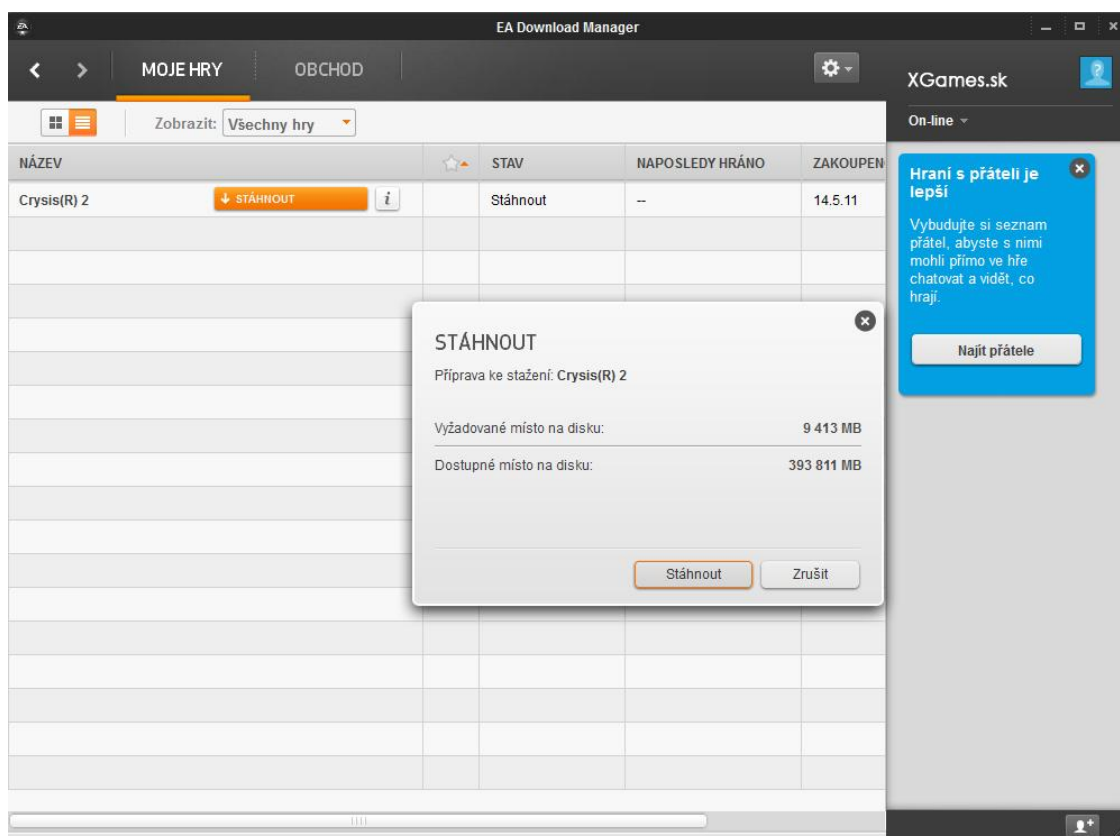 EA Download Manager
MOJE HRY
OBCHOD
XGames.sk
On-line
Zobrazit: Všechny hry
NÁZEV STAV NAPOSLEDY HRÁNO ZAKOUPEN
Crysis(R) 2 STÁHNOUT i Stáhnout -- 14.5.11
Hraní s přáteli je
lepší
Vybudujte si seznam
přátel, abyste s nimi
mohli přímo ve hře
chatovat a vidět, co
hrají.
Najít přátele
STÁHNOUT
Příprava ke stažení: Crysis(R) 2
Vyžadované místo na disku: 9 413 MB
Dostupné místo na disku: 393 811 MB
Stáhnout Zrušit